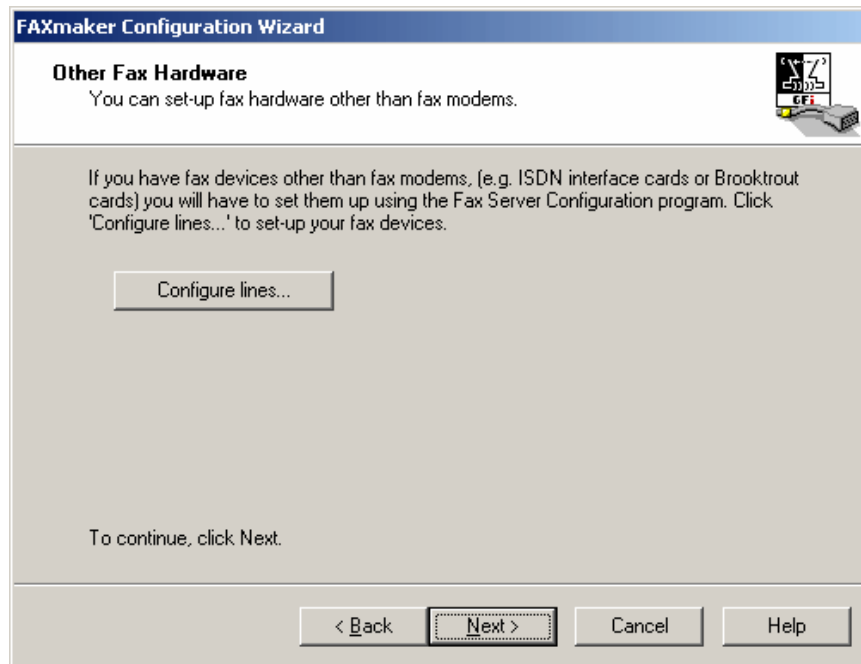 FAXmaker Configuration Wizard
Other Fax Hardware
You can set-up fax hardware other than fax modems.
GFi
If you have fax devices other than fax modems, (e.g. ISDN interface cards or Brooktrout
cards) you will have to set them up using the Fax Server Configuration program. Click
'Configure lines...' to set-up your fax devices.
Configure lines...
To continue, click Next.
< Back
Next >
Cancel
Help